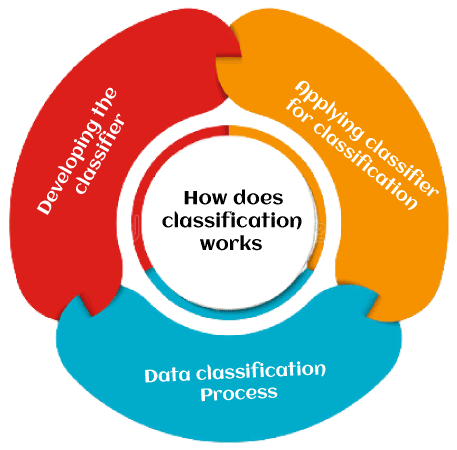 Developing the
classifier
Applying classifier
for classification
How does
classification
works
Data classification
Process